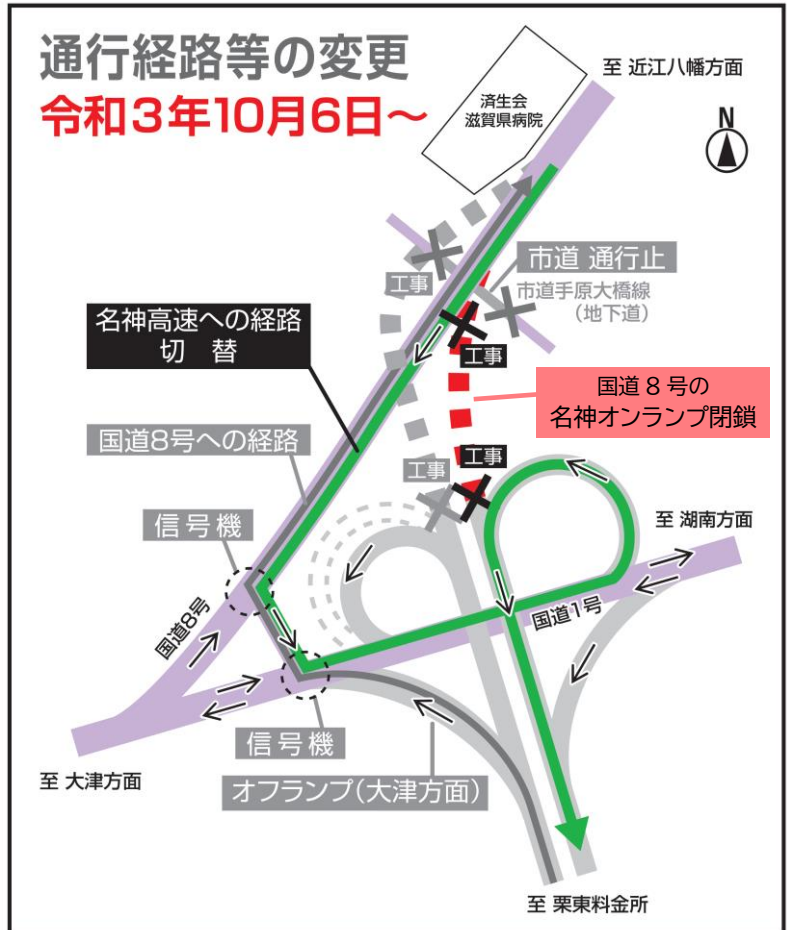 通行経路等の変更
令和3年10月6日～
至 近江八幡方面
済生会
滋賀県病院
N
工事
市道 通行止
市道手原大橋線
（地下道）
名神高速への経路
切　替
工事
国道８号の
名神オンランプ閉鎖
国道8号への経路
工事
工事
信号機
至 湖南方面
国道8号
国道1号
信号機
至 大津方面
オフランプ（大津方面）
至 栗東料金所